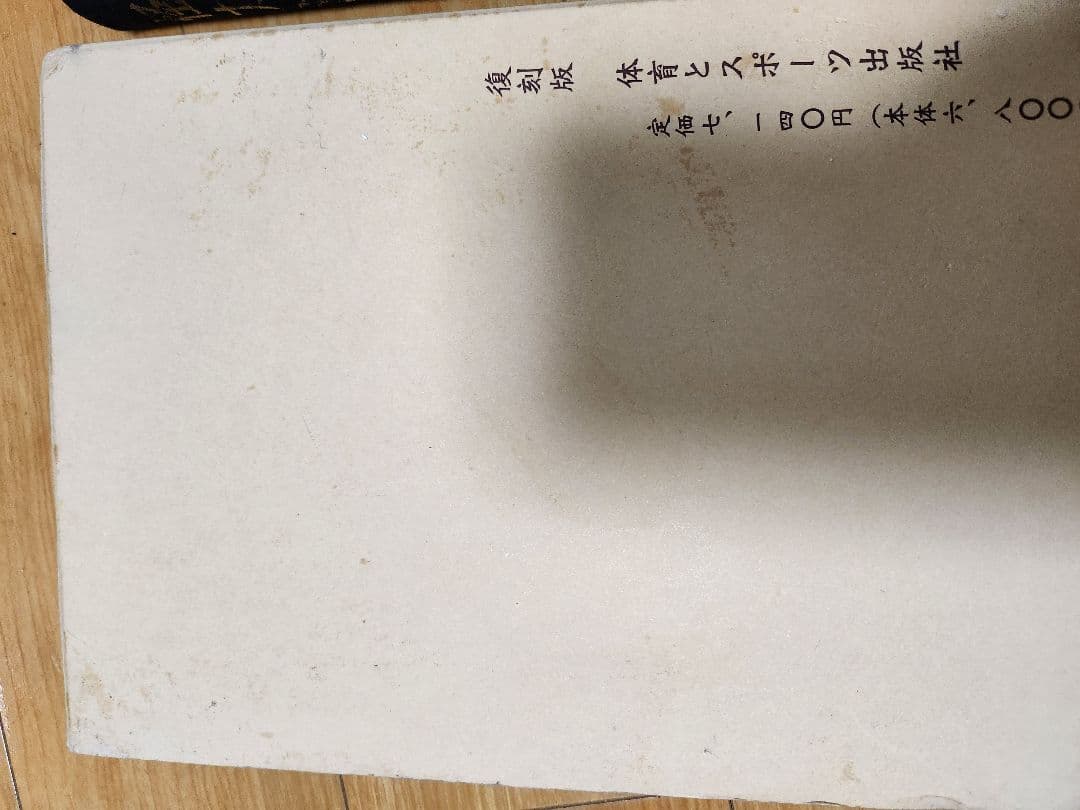 復刻版　体育とスポーツ出版社
定価七、一四〇円（本体六、八〇〇